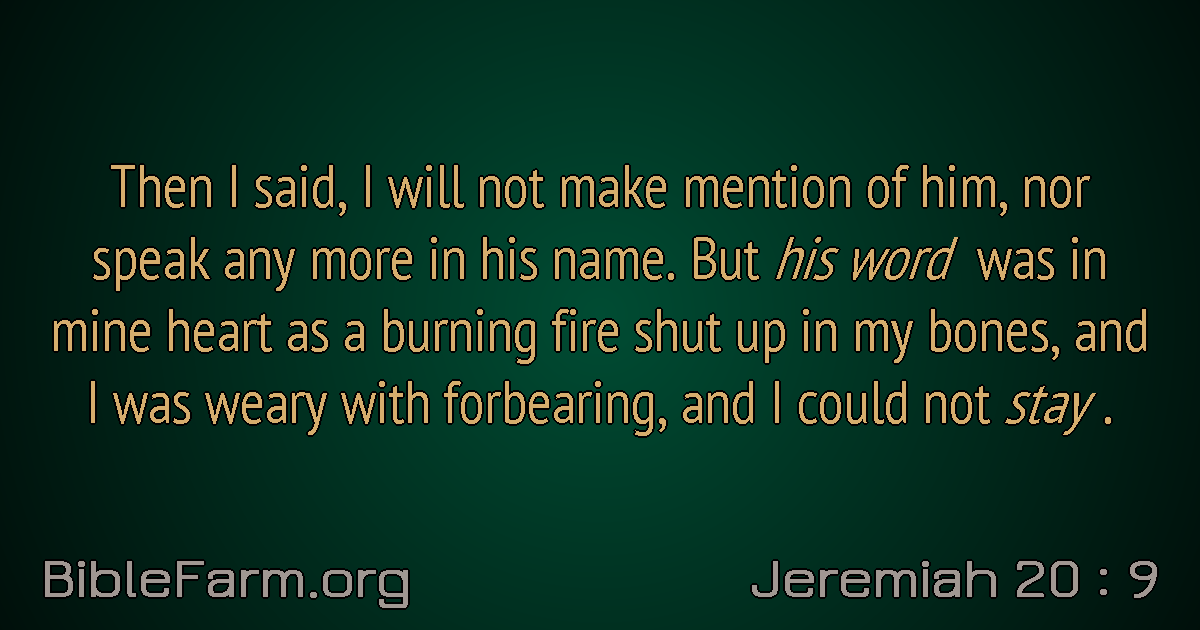 Then I said, I will not make mention of him, nor
speak any more in his name. But his word was in
mine heart as a burning fire shut up in my bones, and
I was weary with forbearing, and I could not stay .
BibleFarm.org
Jeremiah 20 : 9